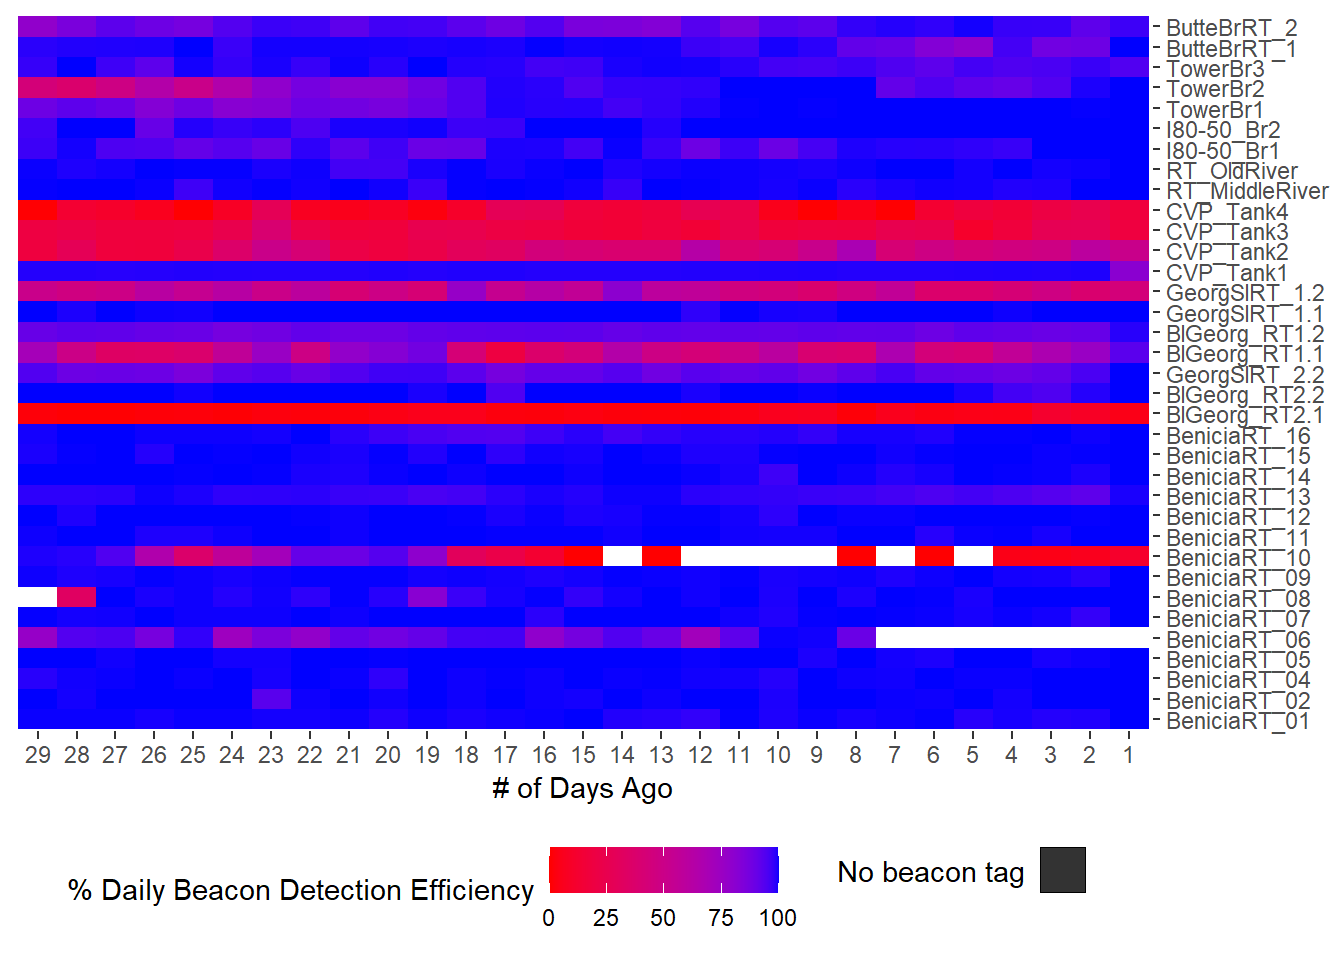 ButteBrRT_2
ButteBrRT_1
TowerBr3
TowerBr2
TowerBr1
I80-50_Br2
I80-50_Br1
RT_OldRiver
RT_MiddleRiver
CVP_Tank4
CVP_Tank3
CVP_Tank2
CVP_Tank1
GeorgSlRT_1.2
GeorgSlRT_1.1
BlGeorg_RT1.2
BlGeorg_RT1.1
GeorgSlRT_2.2
BlGeorg_RT2.2
BlGeorg_RT2.1
BeniciaRT_16
BeniciaRT_15
BeniciaRT_14
BeniciaRT_13
BeniciaRT_12
BeniciaRT_11
BeniciaRT_10
BeniciaRT_09
BeniciaRT_08
BeniciaRT_07
BeniciaRT_06
BeniciaRT_05
BeniciaRT_04
BeniciaRT_02
BeniciaRT_01
29 28 27 26 25 24 23 22 21 20 19 18 17 16 15 14 13 12 11 10 9 8 7 6 5 4 3 2 1
# of Days Ago
% Daily Beacon Detection Efficiency
0 25 50 75 100
No beacon tag